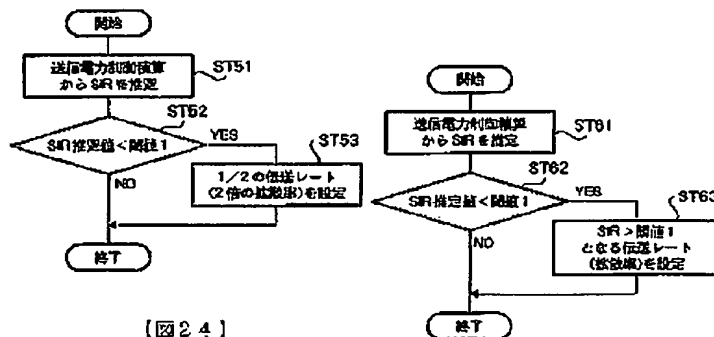 開始
送信電力制御積算
からSIRを推定
ST51
ST52
SIR推定値<閾値1
YES
NO
ST53
1/2の伝送レート
(2倍の拡散率)を設定
終了
【図24】
開始
送信電力制御積算
からSIRを推定
ST61
ST62
SIR推定値<閾値1
YES
NO
ST63
SIR>閾値1
となる伝送レート
(拡散率)を設定
終了